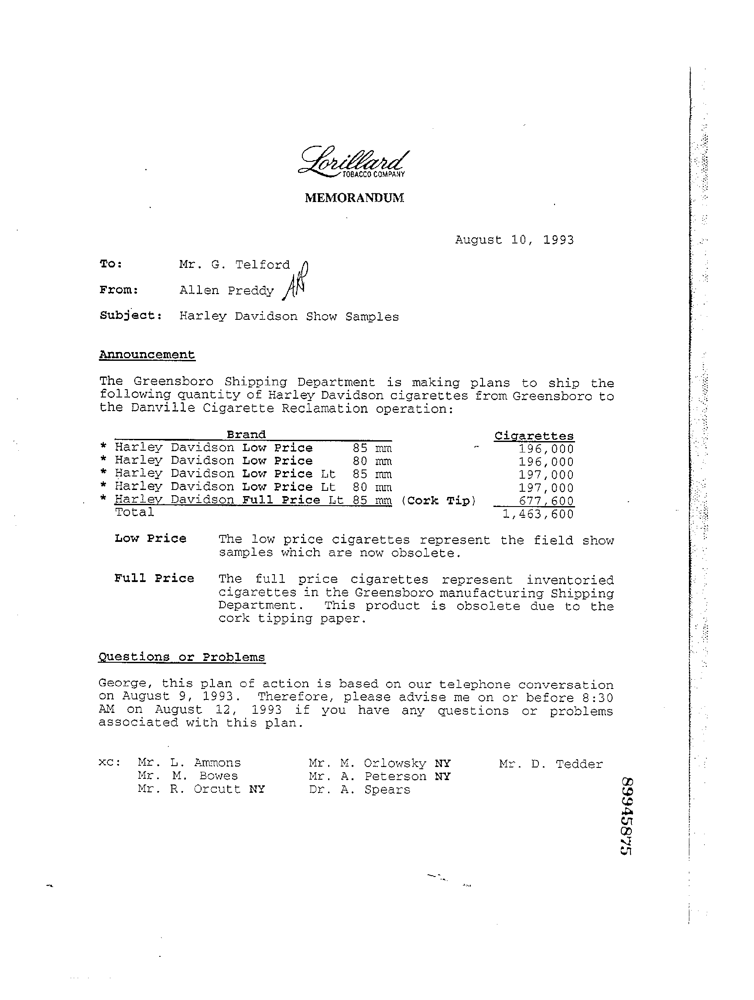 Lorillard
TOBACCO COMPANY
MEMORANDUM
August 10, 1993
To: Mr. G. Telford
From: Allen Preddy
Subject: Harley Davidson Show Samples
Announcement
The Greensboro Shipping Department is making plans to ship the
following quantity of Harley Davidson cigarettes from Greensboro to
the Danville Cigarette Reclamation operation:
Brand Cigarettes
* Harley Davidson Low Price 85 mm 196,000
* Harley Davidson Low Price 80 mm 196,000
* Harley Davidson Low Price Lt 85 mm 197,000
* Harley Davidson Low Price Lt 80 mm 197,000
* Harley Davidson Full Price Lt 85 mm (Cork Tip) 677,600
Total 1,463,600
Low Price The low price cigarettes represent the field show
samples which are now obsolete.
Full Price The full price cigarettes represent inventoried
cigarettes in the Greensboro manufacturing Shipping
Department. This product is obsolete due to the
cork tipping paper.
Questions or Problems
George, this plan of action is based on our telephone conversation
on August 9, 1993. Therefore, please advise me on or before 8:30
AM on August 12, 1993 if you have any questions or problems
associated with this plan.
xc: Mr. L. Ammons Mr. M. Orlowsky NY Mr. D. Tedder
Mr. M. Bowes Mr. A. Peterson NY
Mr. R. Orcutt NY Dr. A. Spears
89945875